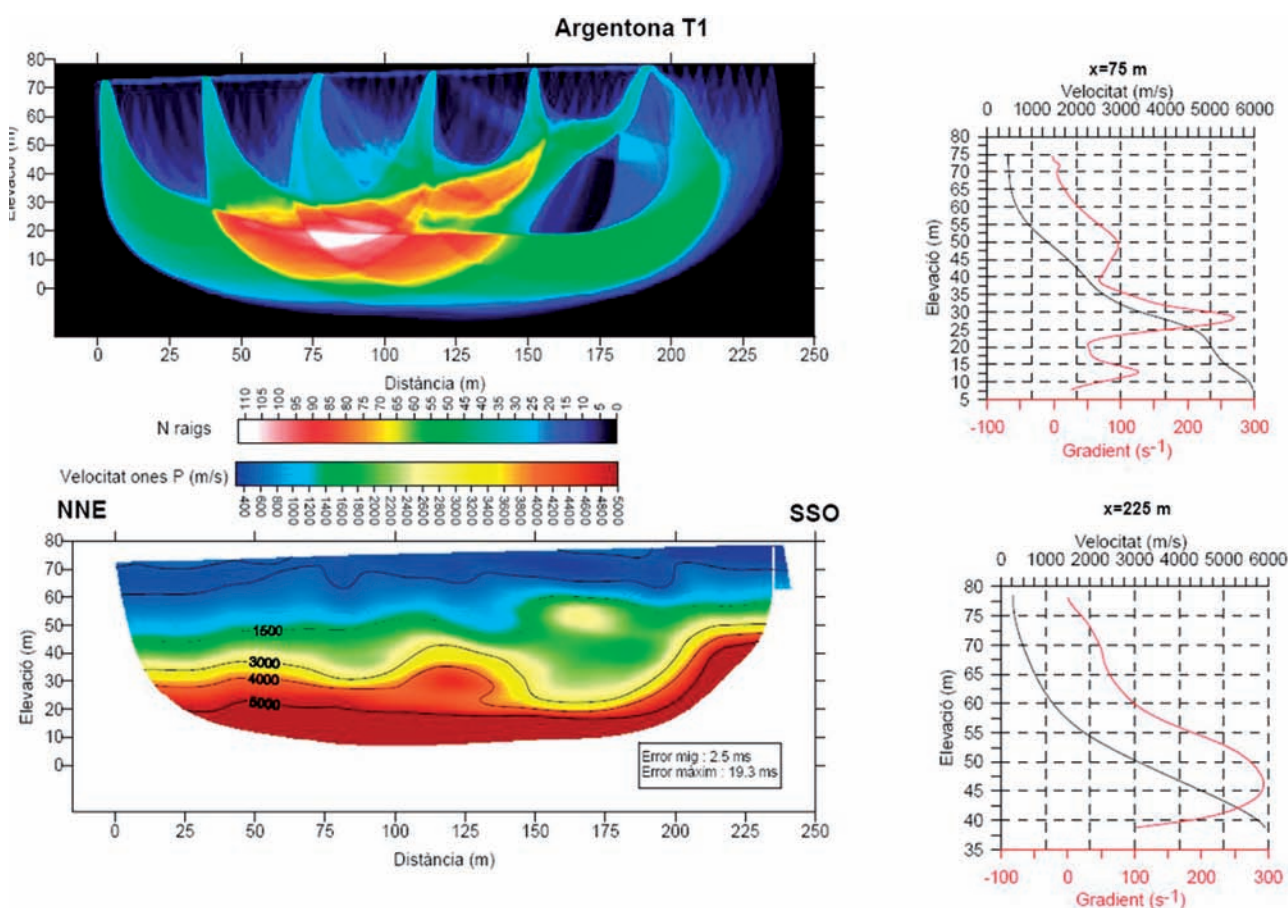 Argentona T1
80
70
60
50
40
30
20
10
0
Elevació (m)
0 25 50 75 100 125 150 175 200 225 250
Distància (m)
N raigs
110 105 100 95 90 85 80 75 70 65 60 55 50 45 40 35 30 25 20 15 10 5 0
Velocitat ones P (m/s)
400 600 800 1000 1200 1400 1600 1800 2000 2200 2400 2600 2800 3000 3200 3400 3600 3800 4000 4200 4400 4600 4800 5000
NNE
SSO
80
70
60
50
40
30
20
10
0
Elevació (m)
1500
3000
4000
5000
Error mig : 2.5 ms
Error máxim : 19.3 ms
0 25 50 75 100 125 150 175 200 225 250
Distància (m)
x=75 m
Velocitat (m/s)
0 1000 2000 3000 4000 5000 6000
80
75
70
65
60
55
50
45
40
35
30
25
20
15
10
5
Elevació (m)
-100 0 100 200 300
Gradient (s-1)
x=225 m
Velocitat (m/s)
0 1000 2000 3000 4000 5000 6000
80
75
70
65
60
55
50
45
40
35
Elevació (m)
-100 0 100 200 300
Gradient (s-1)